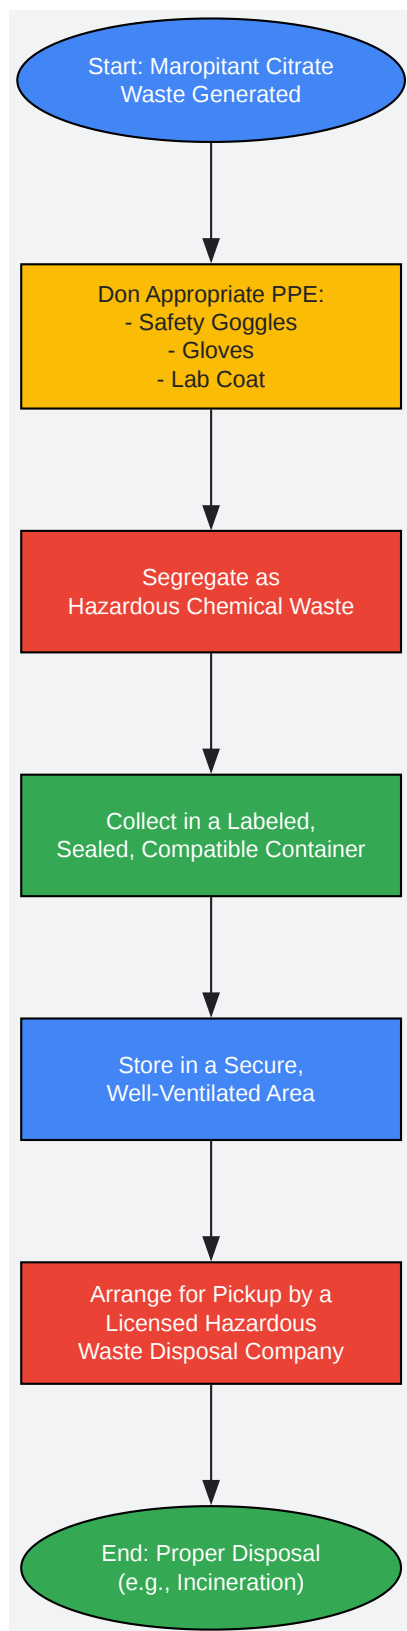 Start: Maropitant Citrate
Waste Generated
Don Appropriate PPE:
- Safety Goggles
- Gloves
- Lab Coat
Segregate as
Hazardous Chemical Waste
Collect in a Labeled,
Sealed, Compatible Container
Store in a Secure,
Well-Ventilated Area
Arrange for Pickup by a
Licensed Hazardous
Waste Disposal Company
End: Proper Disposal
(e.g., Incineration)